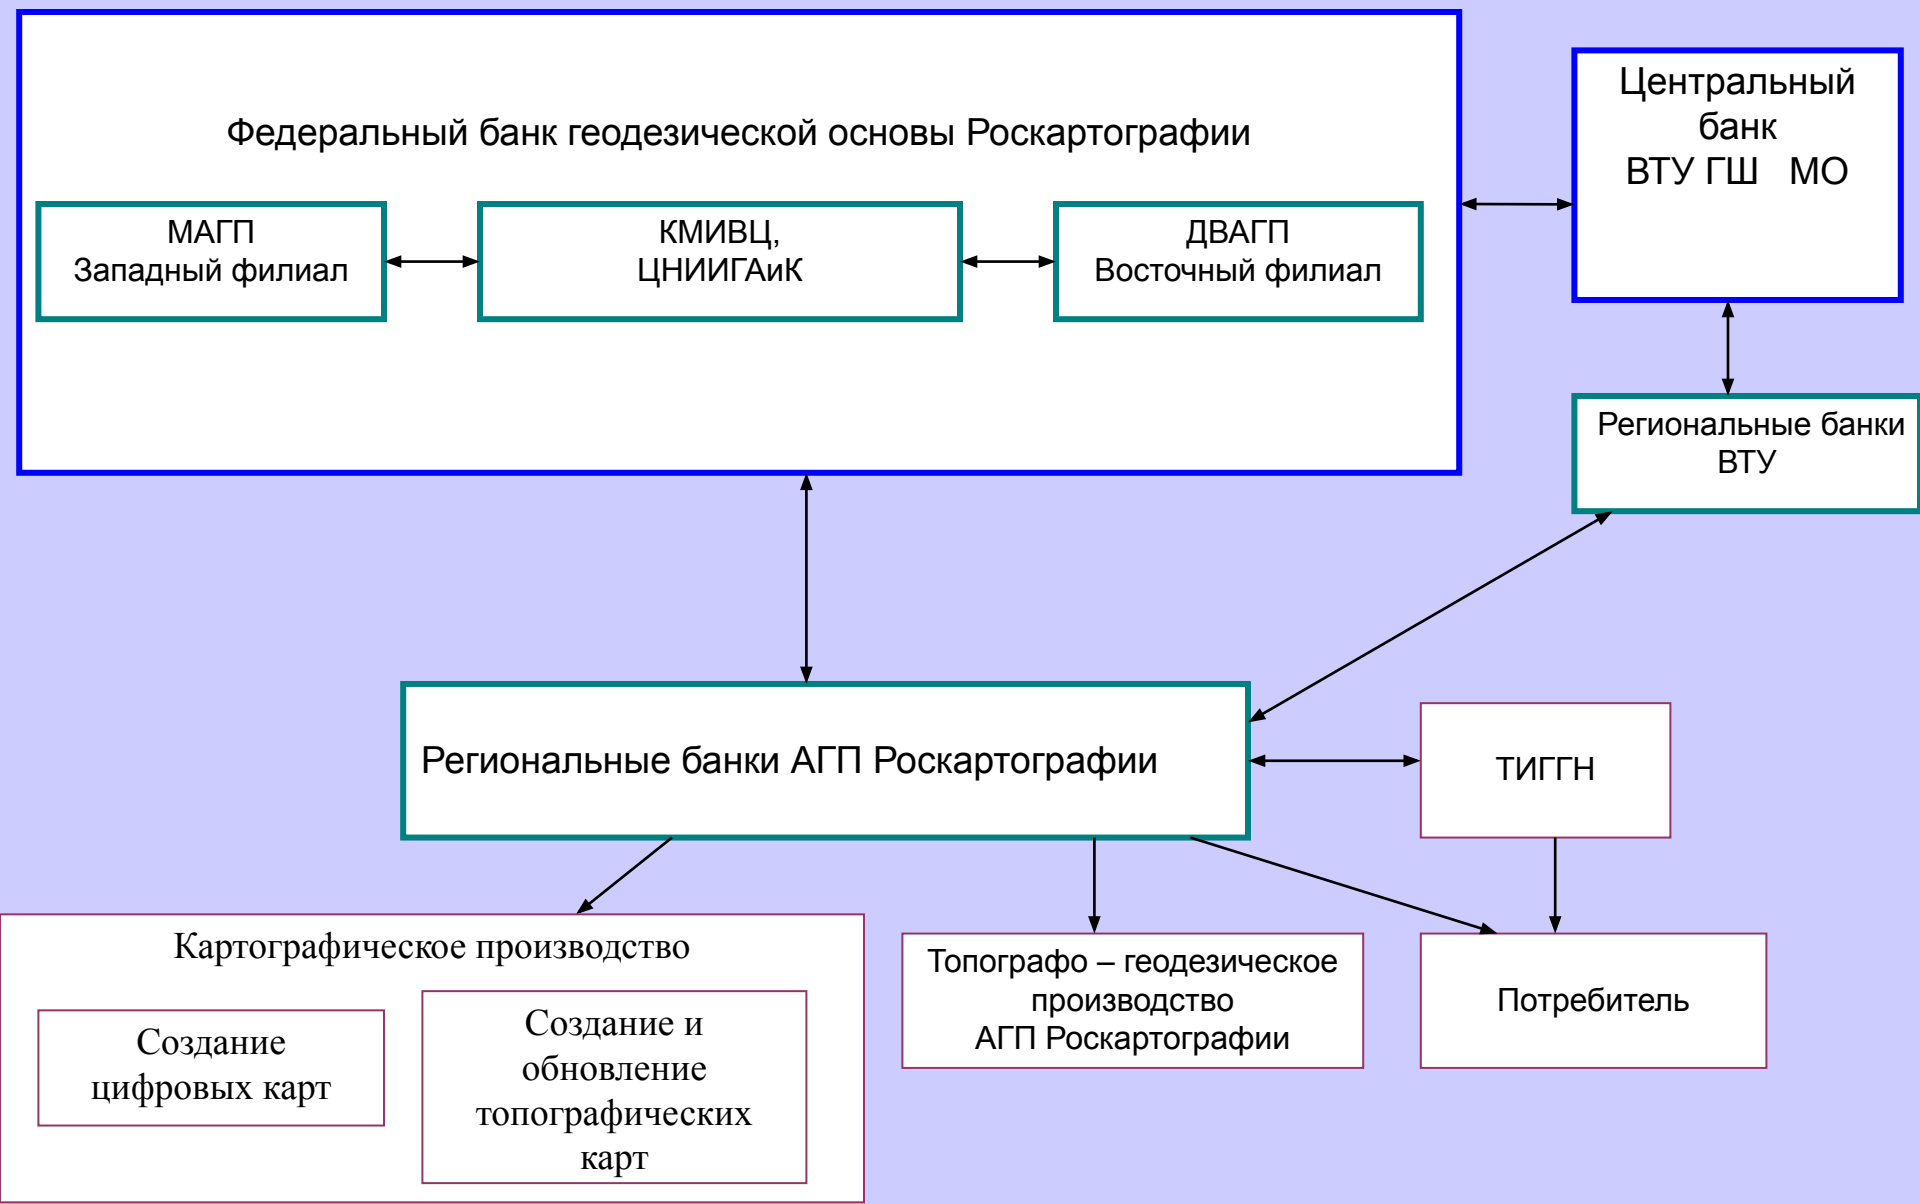 Федеральный банк геодезической основы Роскартографии
МАГП
Западный филиал
КМИВЦ,
ЦНИИГАиК
ДВАГП
Восточный филиал
Центральный
банк
ВТУ ГШ МО
Региональные банки
ВТУ
Региональные банки АГП Роскартографии
ТИГГН
Картографическое производство
Создание
цифровых карт
Создание и
обновление
топографических
карт
Топографо – геодезическое
производство
АГП Роскартографии
Потребитель